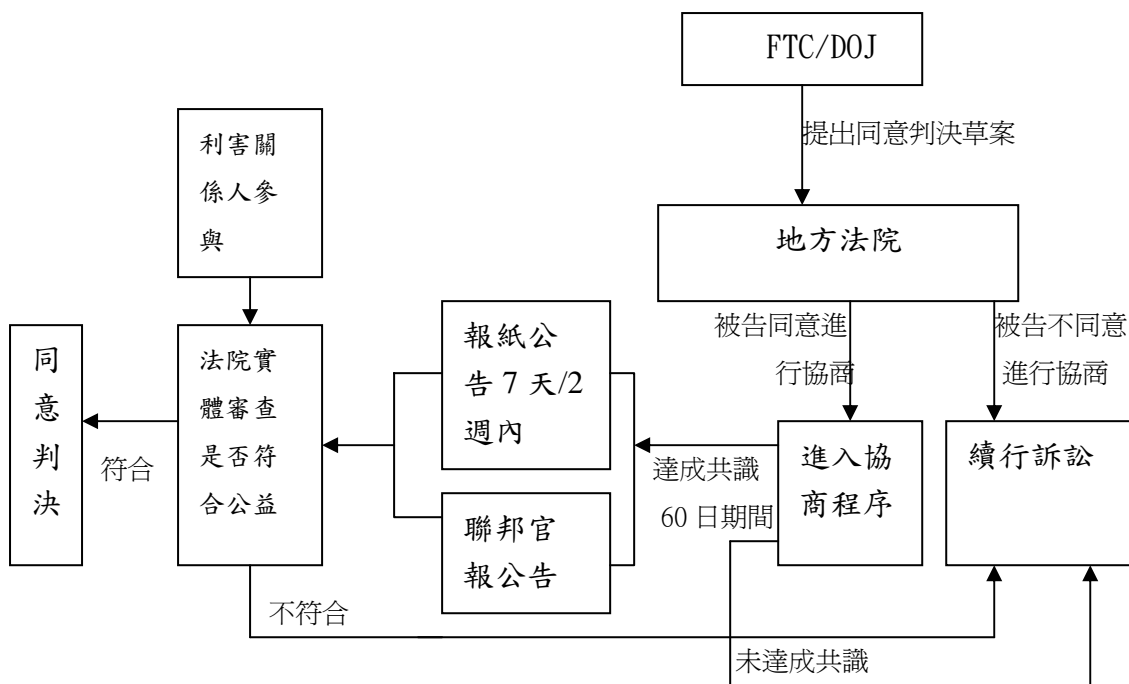 FTC/DOJ
提出同意判決草案
利害關
係人參
與
地方法院
被告同意進
行協商
被告不同意
進行協商
同
意
判
決
法院實
體審查
是否符
合公益
報紙公
告 7 天/2
週內
符合
達成共識
60 日期間
進入協
商程序
續行訴訟
聯邦官
報公告
不符合
未達成共識